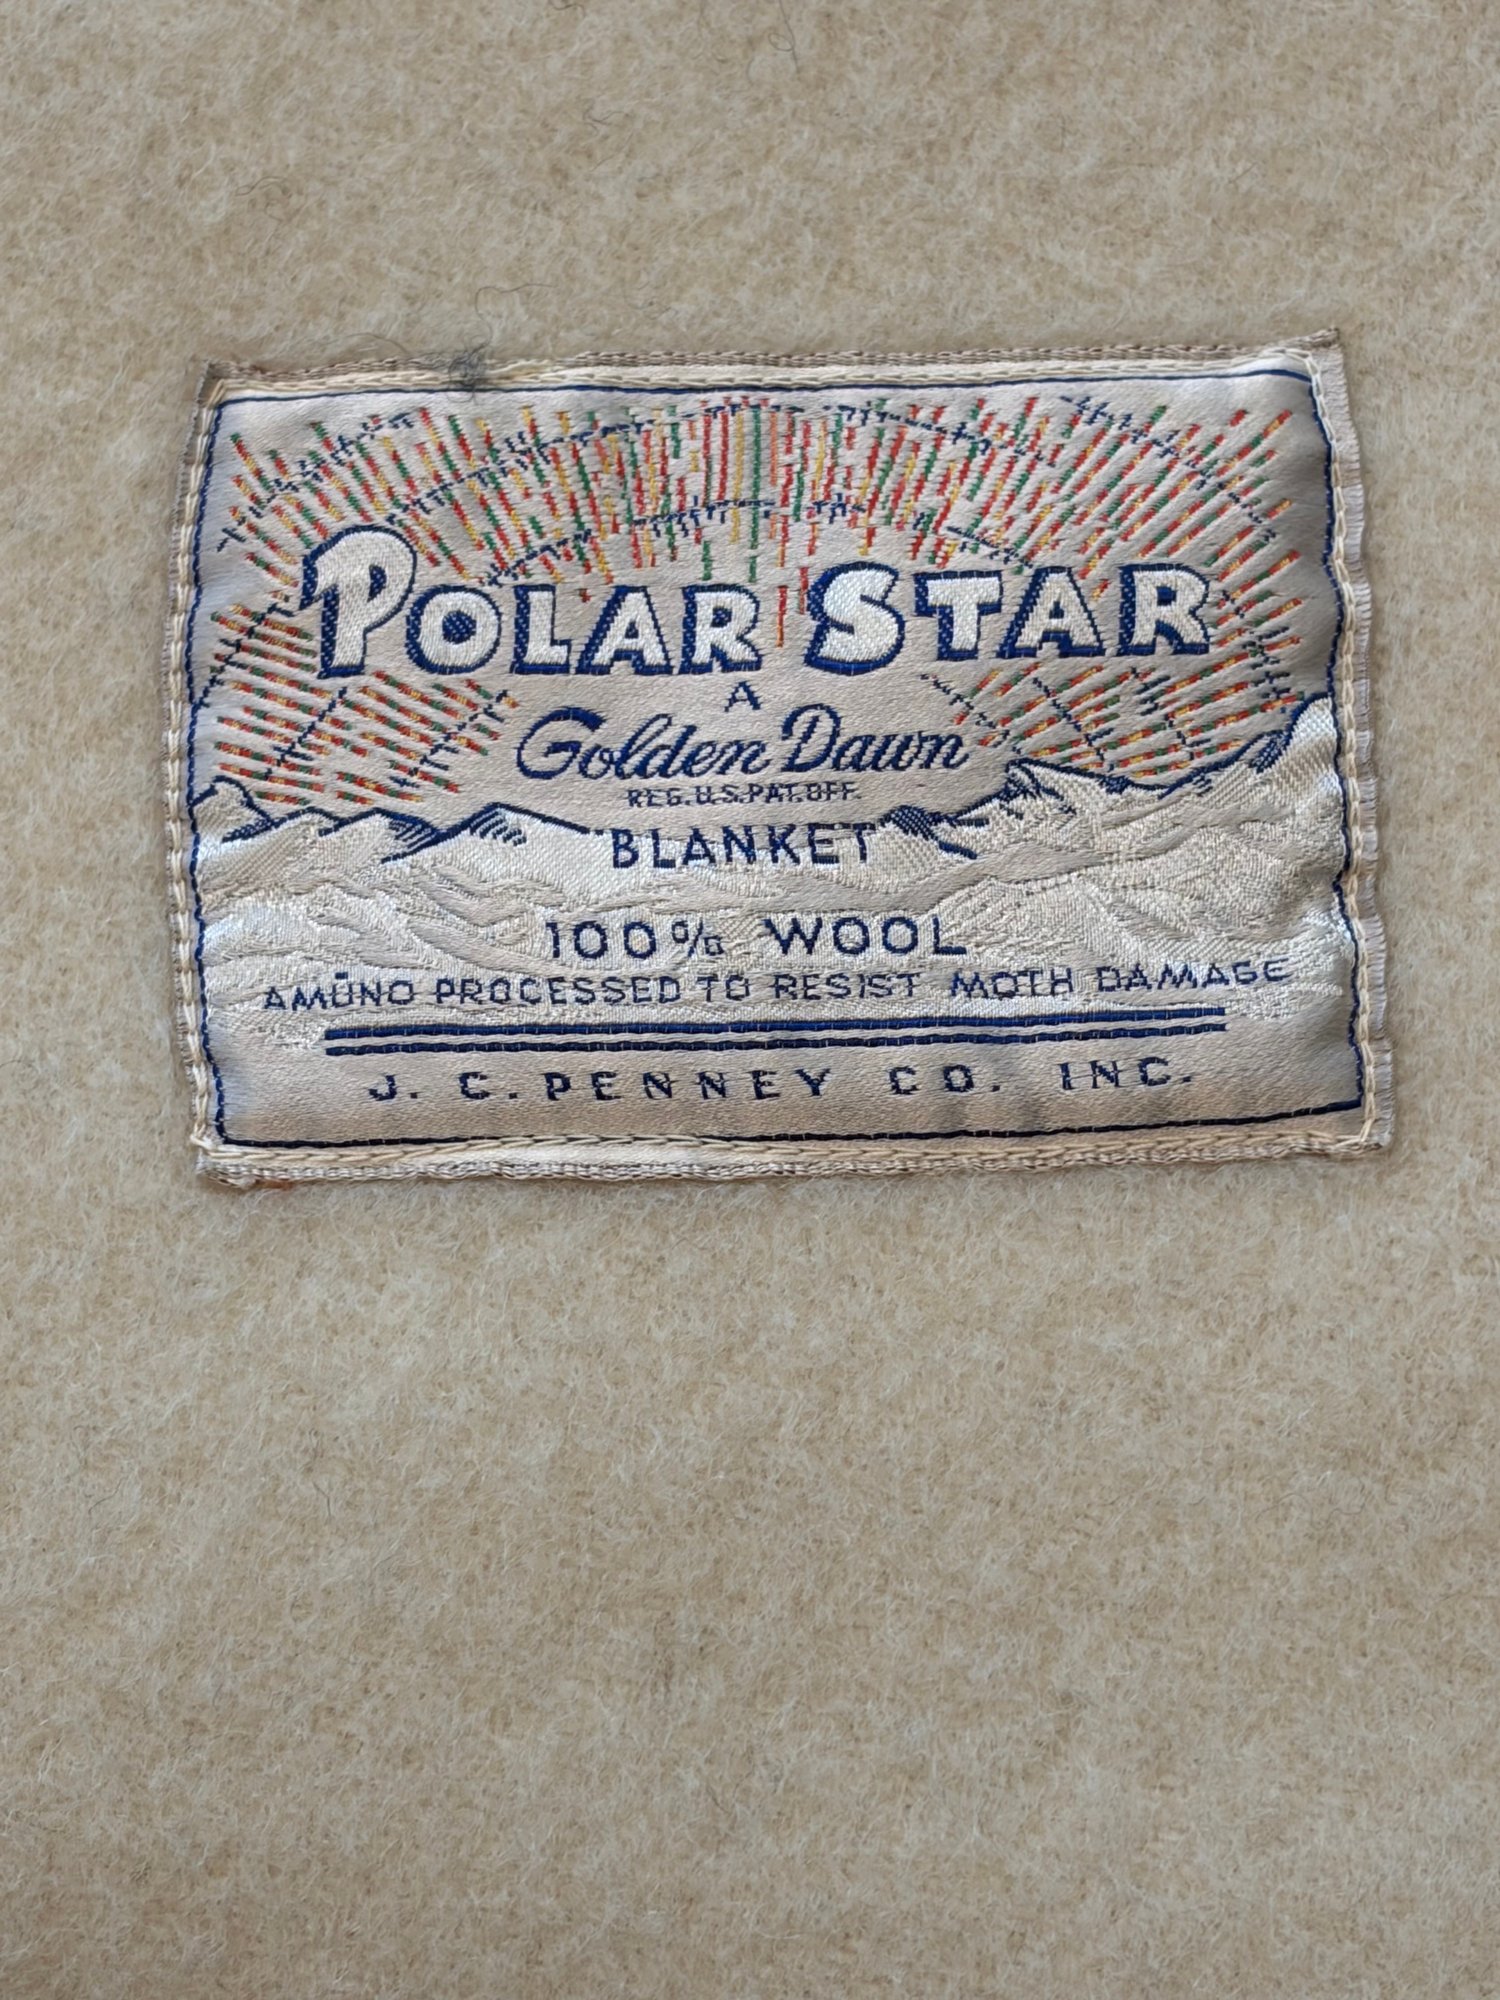 POLAR STAR
A
Golden Dawn
REG. U.S. PAT. OFF.
BLANKET
100% WOOL
AMŪNO PROCESSED TO RESIST MOTH DAMAGE
J. C. PENNEY CO. INC.